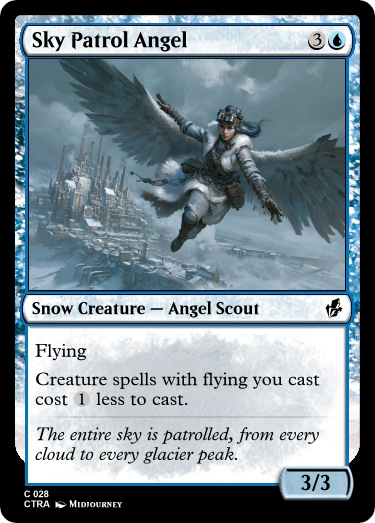 Sky Patrol Angel 3
Snow Creature — Angel Scout
Flying
Creature spells with flying you cast
cost 1 less to cast.
The entire sky is patrolled, from every
cloud to every glacier peak.
3/3
C 028
CTRA Midjourney